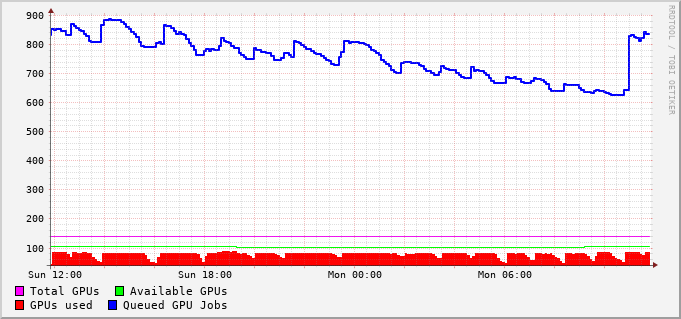 900
800
700
600
500
400
300
200
100
Sun 12:00 Sun 18:00 Mon 00:00 Mon 06:00
Total GPUs Available GPUs
GPUs used Queued GPU Jobs
RRDTOOL / TOBI OETIKER